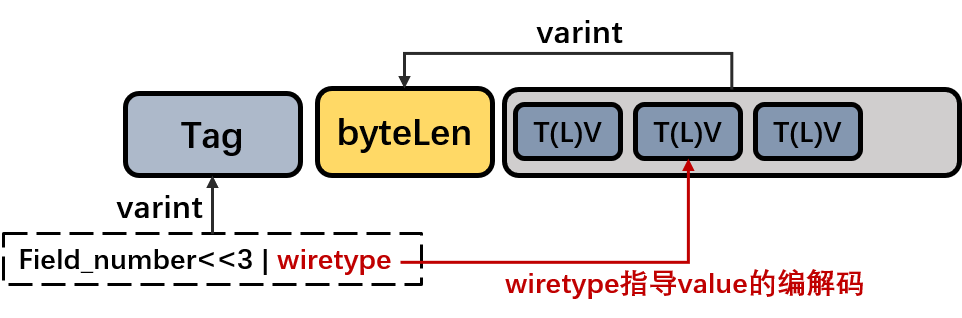 varint
Tag
byteLen
T(L)V
T(L)V
T(L)V
varint
Field_number<<3 | wiretype
wiretype指导value的编解码